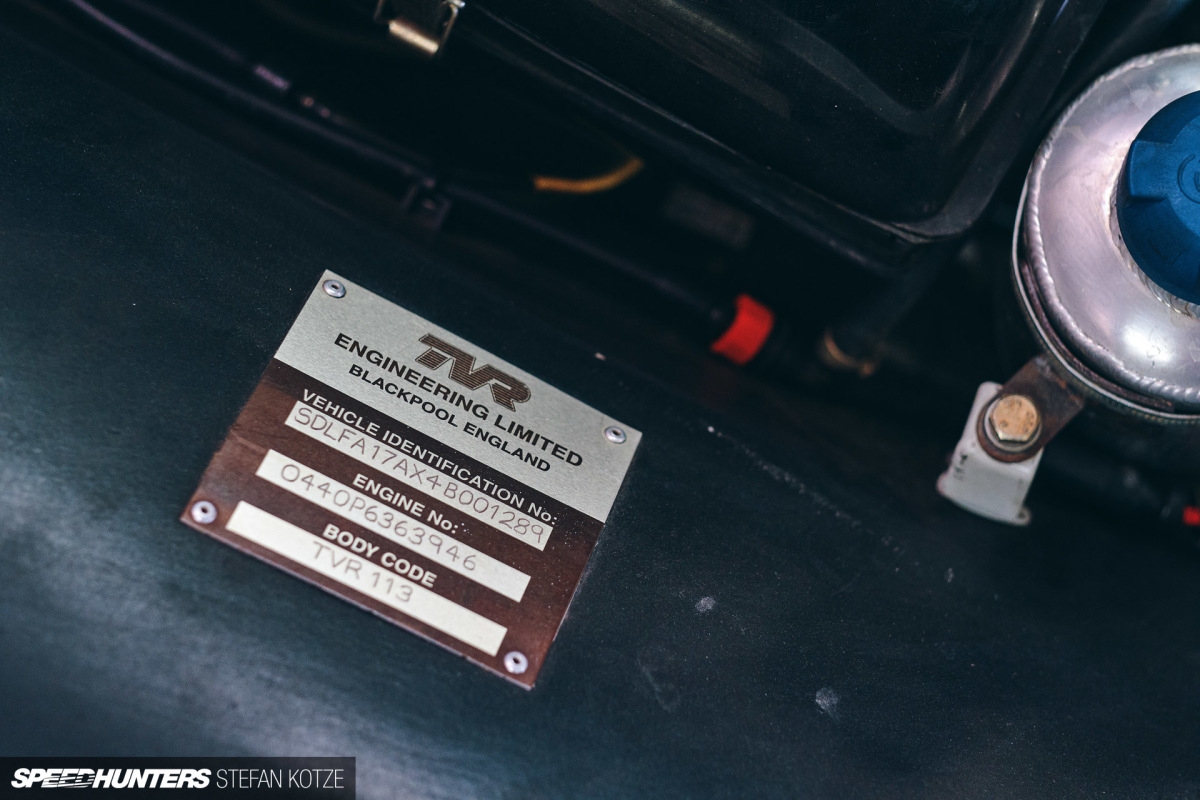 TVR
ENGINEERING LIMITED
BLACKPOOL ENGLAND
VEHICLE IDENTIFICATION No:
SDLFA17AX4B001289
ENGINE No:
0440P6363946
BODY CODE
TVR 113
SPEEDHUNTERS STEFAN KOTZE